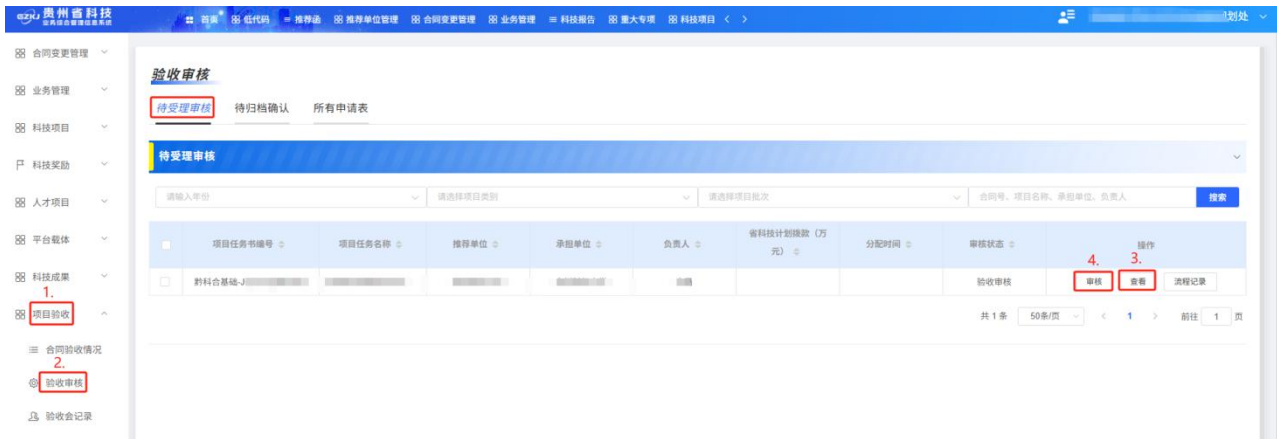 贵州省科技
业务综合管理信息系统
首页 低代码 推荐函 推荐单位管理 合同变更管理 业务管理 科技报告 重大专项 科技项目 < >
划处
合同变更管理
业务管理
科技项目
科技奖励
人才项目
平台载体
科技成果
1.
项目验收
合同验收情况
2.
验收审核
验收会记录
验收审核
待受理审核 待归档确认 所有申请表
待受理审核
请输入年份 请选择项目类别 请选择项目批次 合同号、项目名称、承担单位、负责人 搜索
项目任务书编号 项目任务名称 推荐单位 承担单位 负责人 省科技计划拨款（万元） 分配时间 审核状态 操作
4. 3.
黔科合基础-J 验收审核 审核 查看 流程记录
共 1 条 50条/页 < 1 > 前往 1 页